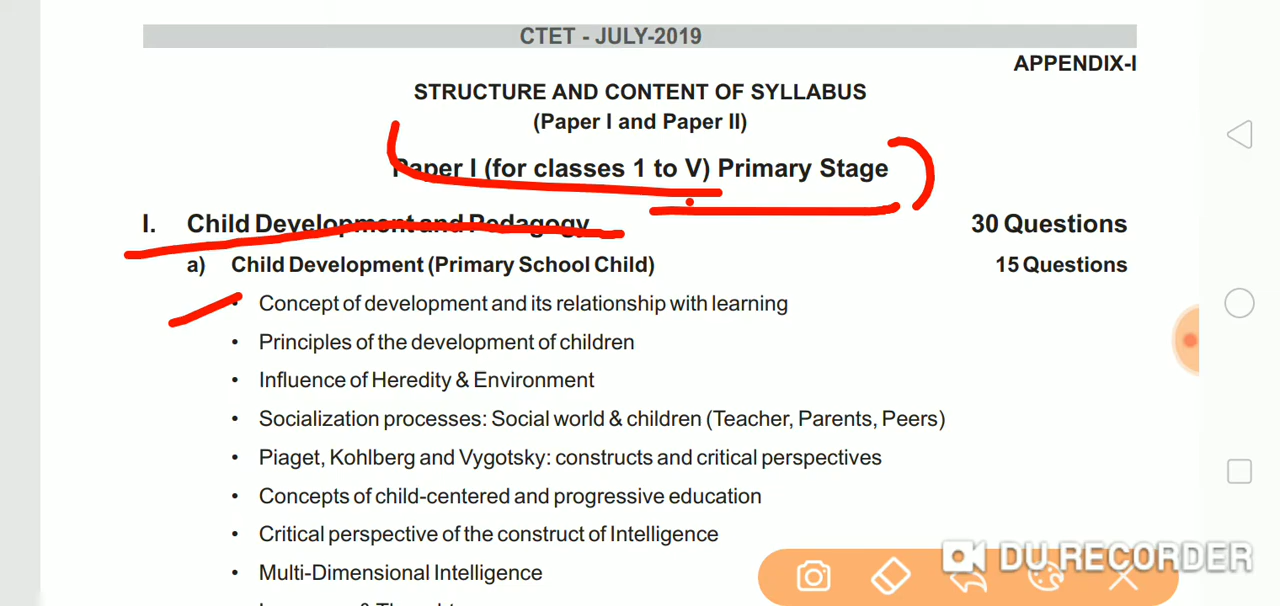 CTET - JULY-2019
APPENDIX-I
STRUCTURE AND CONTENT OF SYLLABUS
(Paper I and Paper II)
Paper I (for classes 1 to V) Primary Stage
I. Child Development and Pedagogy 30 Questions
a) Child Development (Primary School Child) 15 Questions
• Concept of development and its relationship with learning
• Principles of the development of children
• Influence of Heredity & Environment
• Socialization processes: Social world & children (Teacher, Parents, Peers)
• Piaget, Kohlberg and Vygotsky: constructs and critical perspectives
• Concepts of child-centered and progressive education
• Critical perspective of the construct of Intelligence
• Multi-Dimensional Intelligence
DU RECORDER